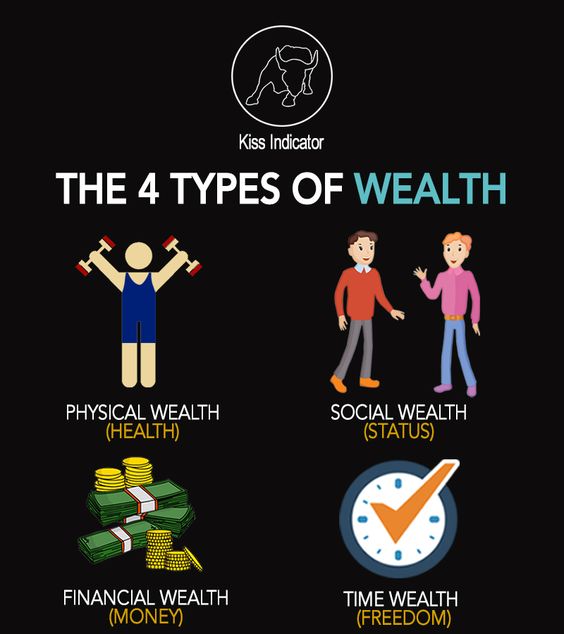 Kiss Indicator
THE 4 TYPES OF WEALTH
PHYSICAL WEALTH
(HEALTH)
SOCIAL WEALTH
(STATUS)
FINANCIAL WEALTH
(MONEY)
TIME WEALTH
(FREEDOM)